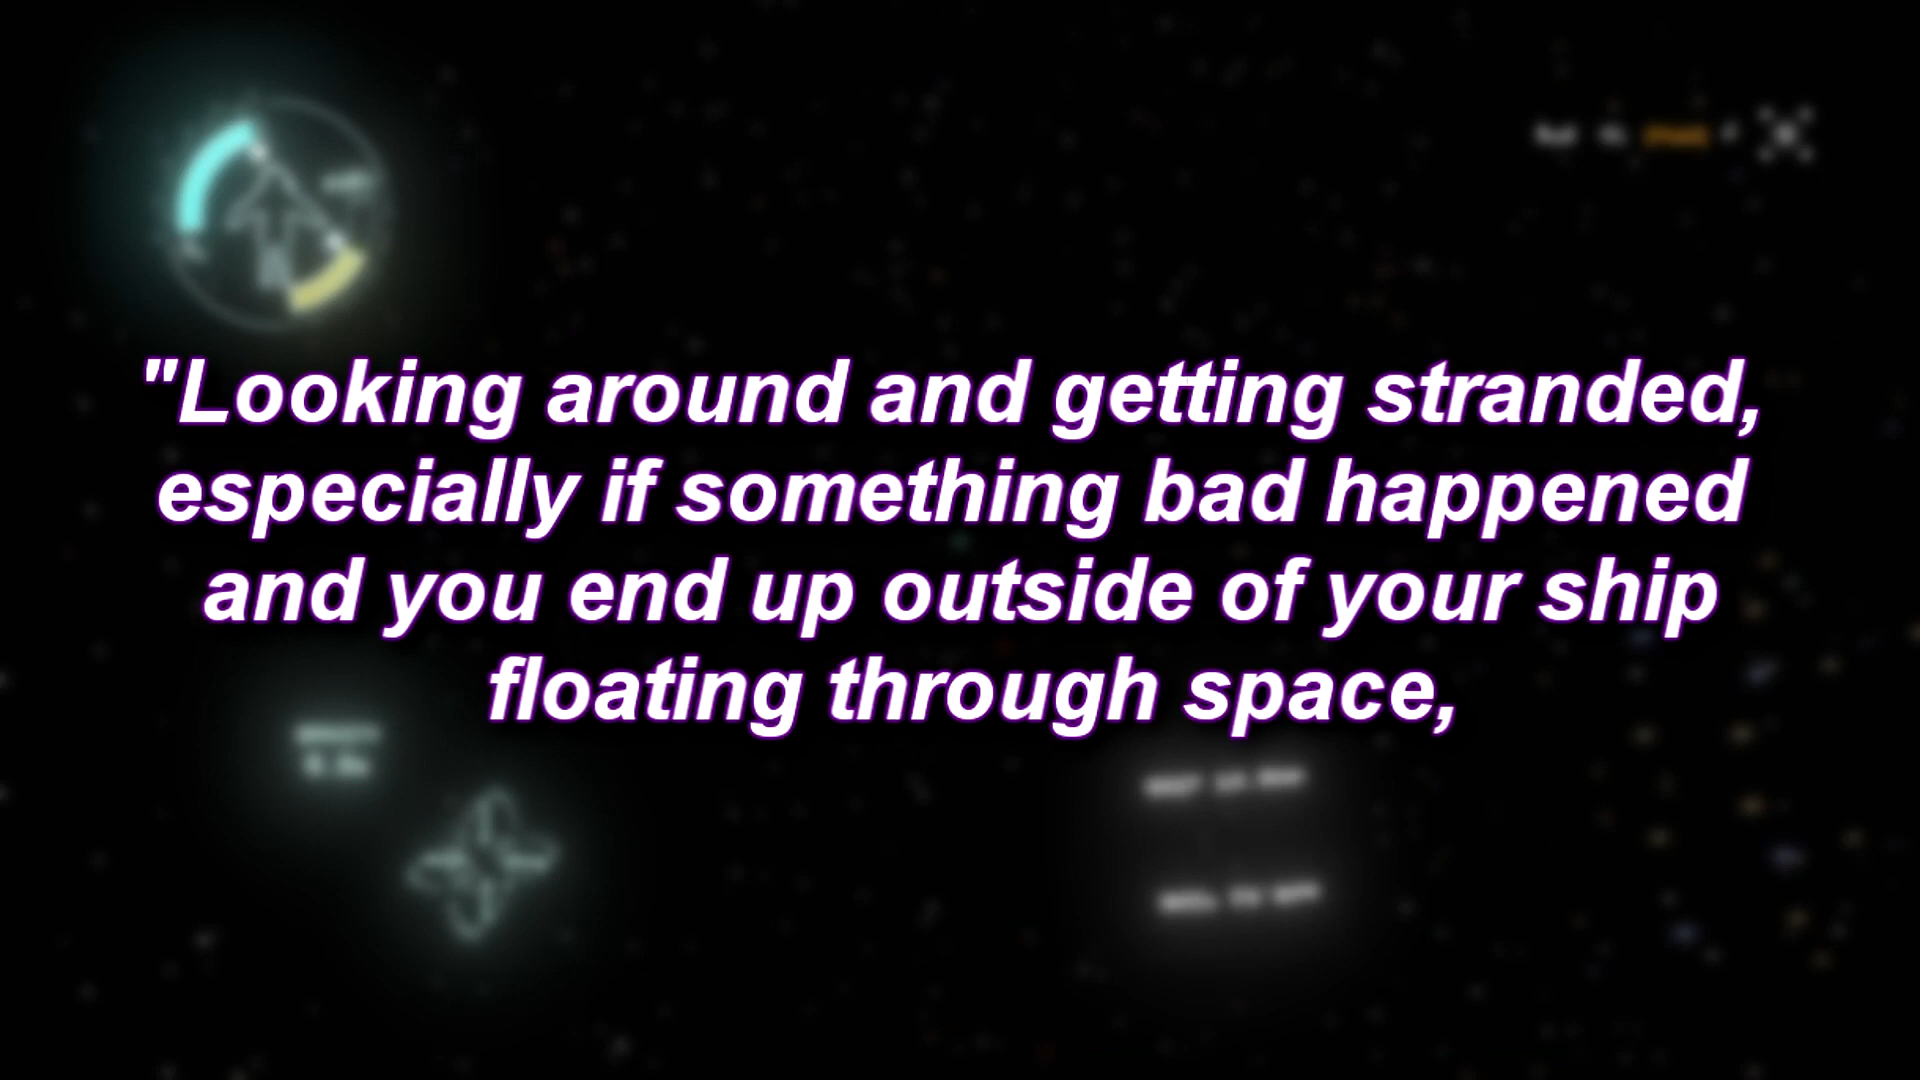 "Looking around and getting stranded,
especially if something bad happened
and you end up outside of your ship
floating through space,